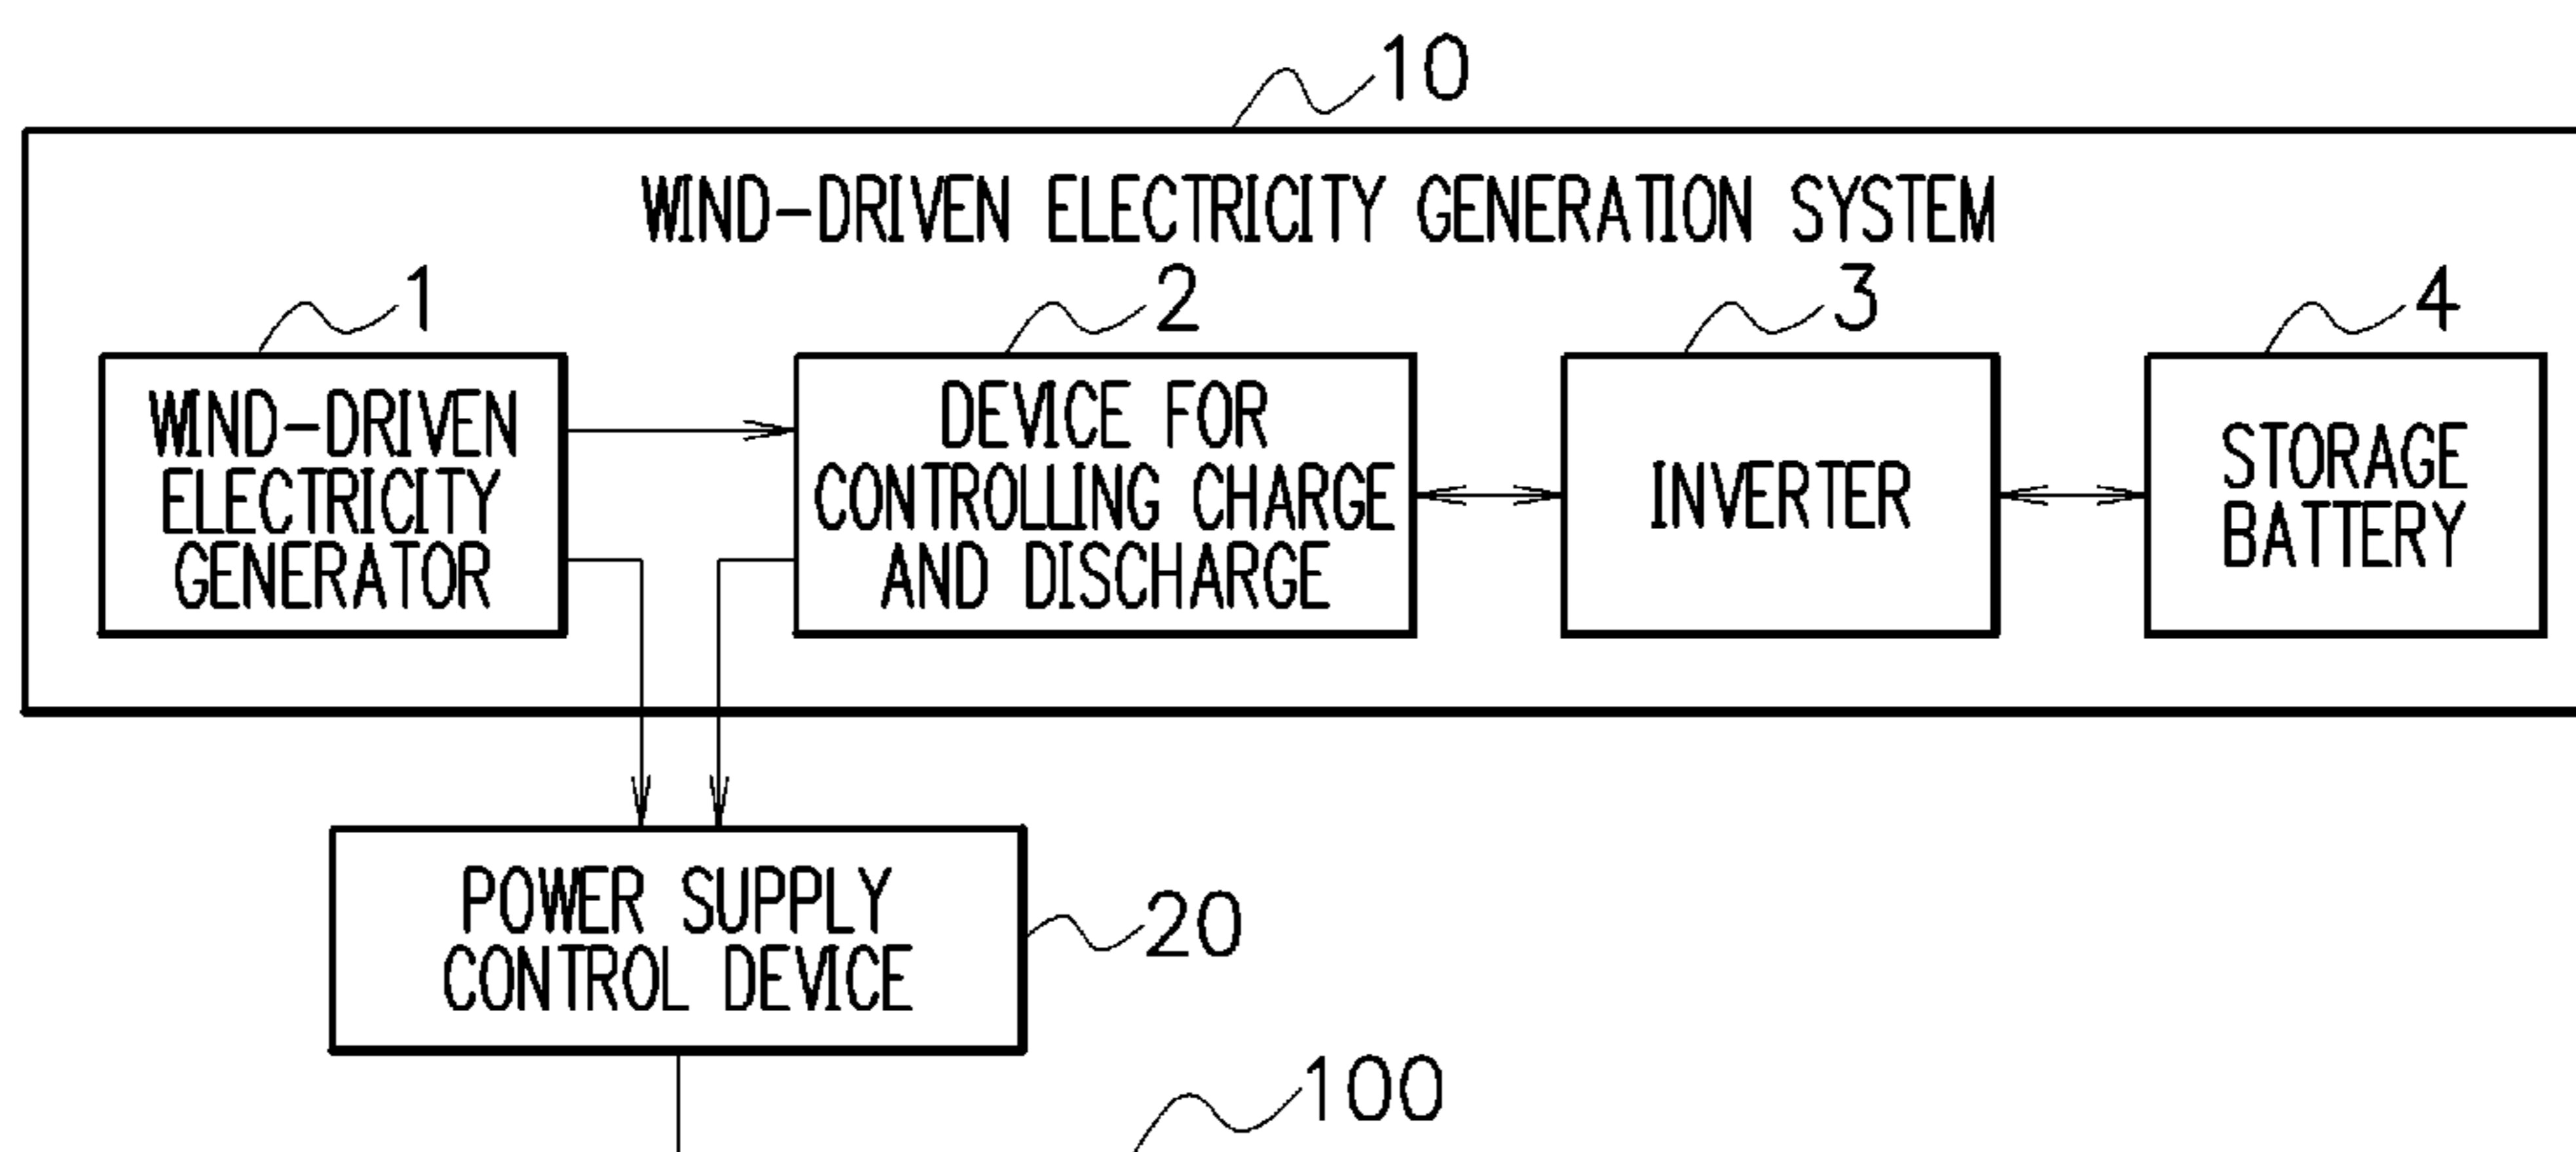 10
WIND-DRIVEN ELECTRICITY GENERATION SYSTEM
1
2
3
4
WIND-DRIVEN
ELECTRICITY
GENERATOR
DEVICE FOR
CONTROLLING CHARGE
AND DISCHARGE
INVERTER
STORAGE
BATTERY
POWER SUPPLY
CONTROL DEVICE
20
100